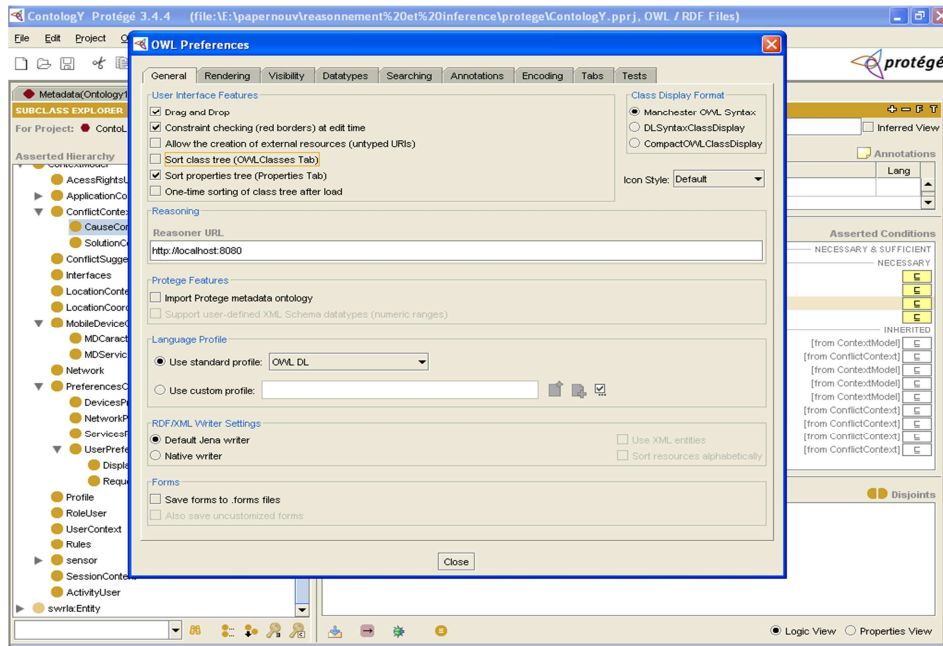 ContologY Protégé 3.4.4 (file:\E:\papernouv\reasonnement%20et%20inference\protege\ContologY.pprj, OWL / RDF Files)
File Edit Project
protégé
OWL Preferences
General Rendering Visibility Datatypes Searching Annotations Encoding Tabs Tests
User Interface Features
Drag and Drop
Constraint checking (red borders) at edit time
Allow the creation of external resources (untyped URIs)
Sort class tree (OWLClasses Tab)
Sort properties tree (Properties Tab)
One-time sorting of class tree after load
Class Display Format
Manchester OWL Syntax
DLSyntaxClassDisplay
CompactOWLClassDisplay
Icon Style: Default
Reasoning
Reasoner URL
http://localhost:8080
Protege Features
Import Protege metadata ontology
Support user-defined XML Schema datatypes (numeric ranges)
Language Profile
Use standard profile: OWL DL
Use custom profile:
RDF/XML Writer Settings
Default Jena writer
Native writer
Use XML entities
Sort resources alphabetically
Forms
Save forms to .forms files
Also save uncustomized forms
Close
Metadata(Ontology1
SUBCLASS EXPLORER
For Project: ContoL
Asserted Hierarchy
ContextModel
AcessRightsU
ApplicationCo
ConflictContex
CauseCon
SolutionCo
ConflictSugge
Interfaces
LocationConte
LocationCoord
MobileDeviceC
MDCaract
MDServic
Network
PreferencesC
DevicesPr
NetworkP
ServicesP
UserPrefe
Displa
Reque
Profile
RoleUser
UserContext
Rules
sensor
SessionContex
ActivityUser
swrla:Entity
Inferred View
Annotations
Lang
Asserted Conditions
NECESSARY & SUFFICIENT
NECESSARY
INHERITED
[from ContextModel]
[from ConflictContext]
[from ContextModel]
[from ContextModel]
[from ContextModel]
[from ConflictContext]
[from ConflictContext]
[from ConflictContext]
[from ConflictContext]
Disjoints
Logic View Properties View